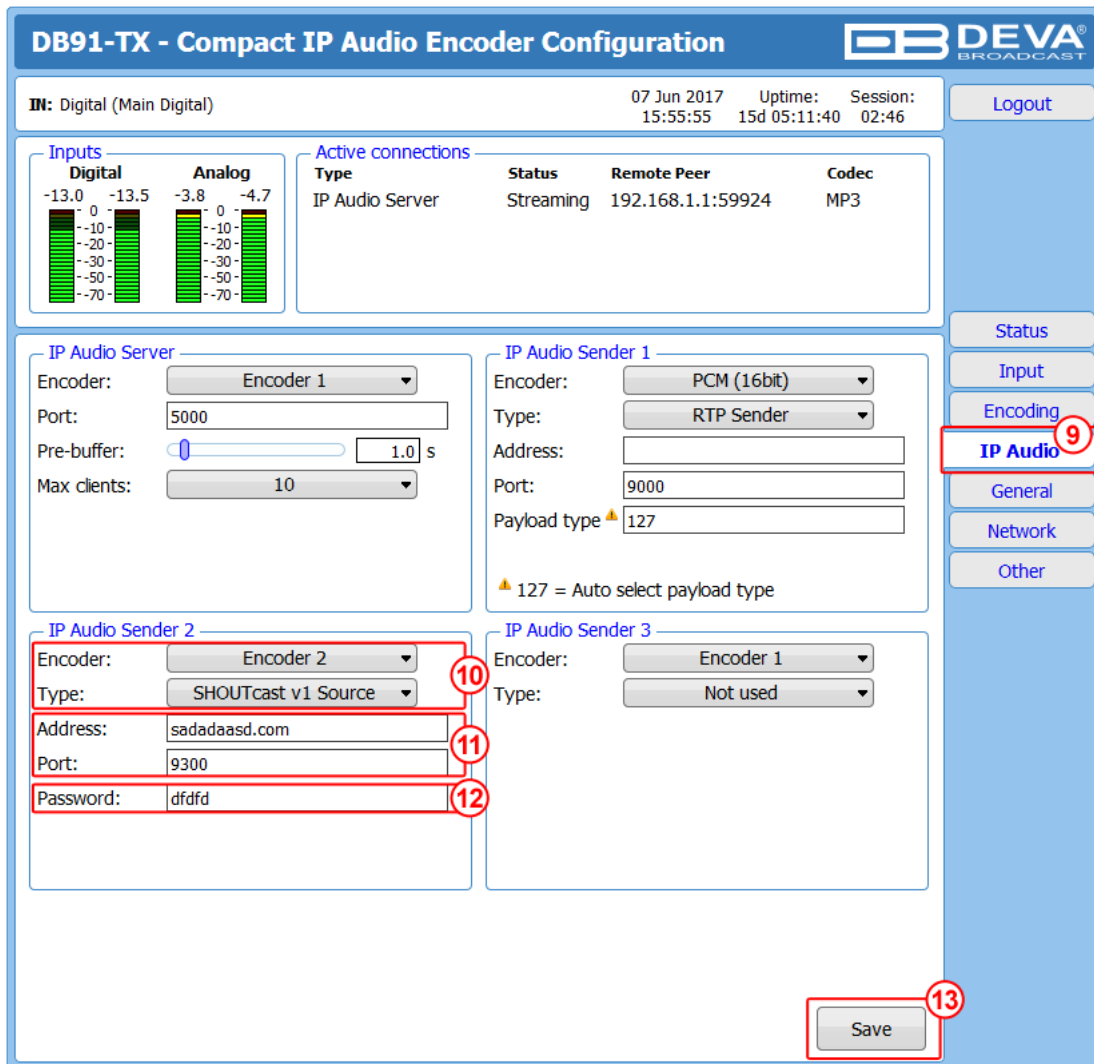 DB91-TX - Compact IP Audio Encoder Configuration
DEVA®
BROADCAST
IN: Digital (Main Digital)
07 Jun 2017 Uptime: Session:
15:55:55 15d 05:11:40 02:46
Logout
Inputs
Digital Analog
-13.0 -13.5 -3.8 -4.7
0 0
-10 -10
-20 -20
-30 -30
-50 -50
-70 -70
Active connections
Type Status Remote Peer Codec
IP Audio Server Streaming 192.168.1.1:59924 MP3
Status
Input
Encoding
9
IP Audio
General
Network
Other
IP Audio Server
Encoder: Encoder 1
Port: 5000
Pre-buffer: 1.0 s
Max clients: 10
IP Audio Sender 1
Encoder: PCM (16bit)
Type: RTP Sender
Address:
Port: 9000
Payload type 127
127 = Auto select payload type
IP Audio Sender 2
Encoder: Encoder 2
10
Type: SHOUTcast v1 Source
Address: sadadaasd.com
11
Port: 9300
Password: dfdfd 12
IP Audio Sender 3
Encoder: Encoder 1
Type: Not used
13
Save